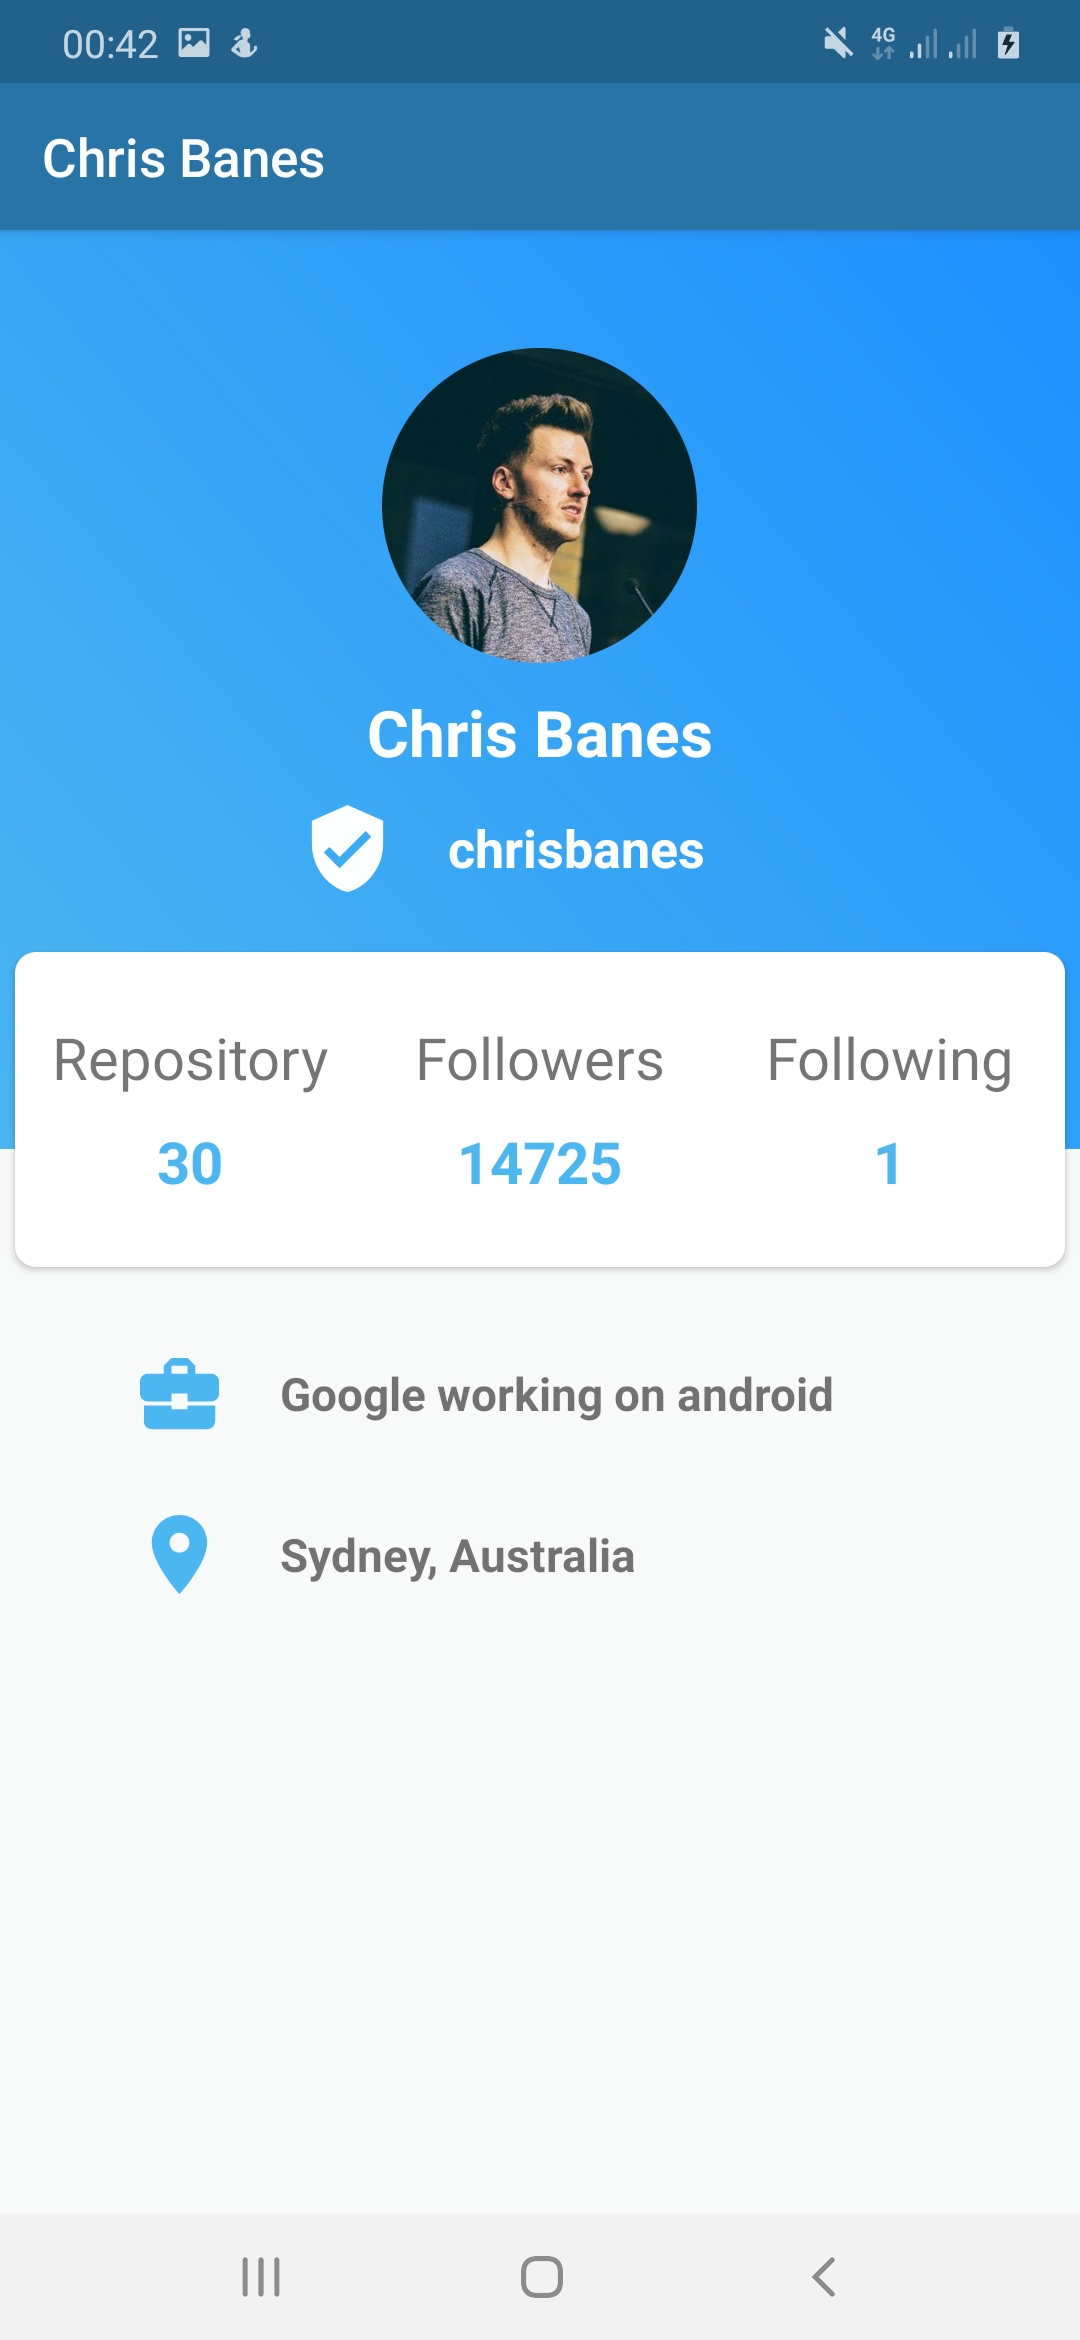 00:42
4G
Chris Banes
Chris Banes
chrisbanes
Repository Followers Following
30 14725 1
Google working on android
Sydney, Australia